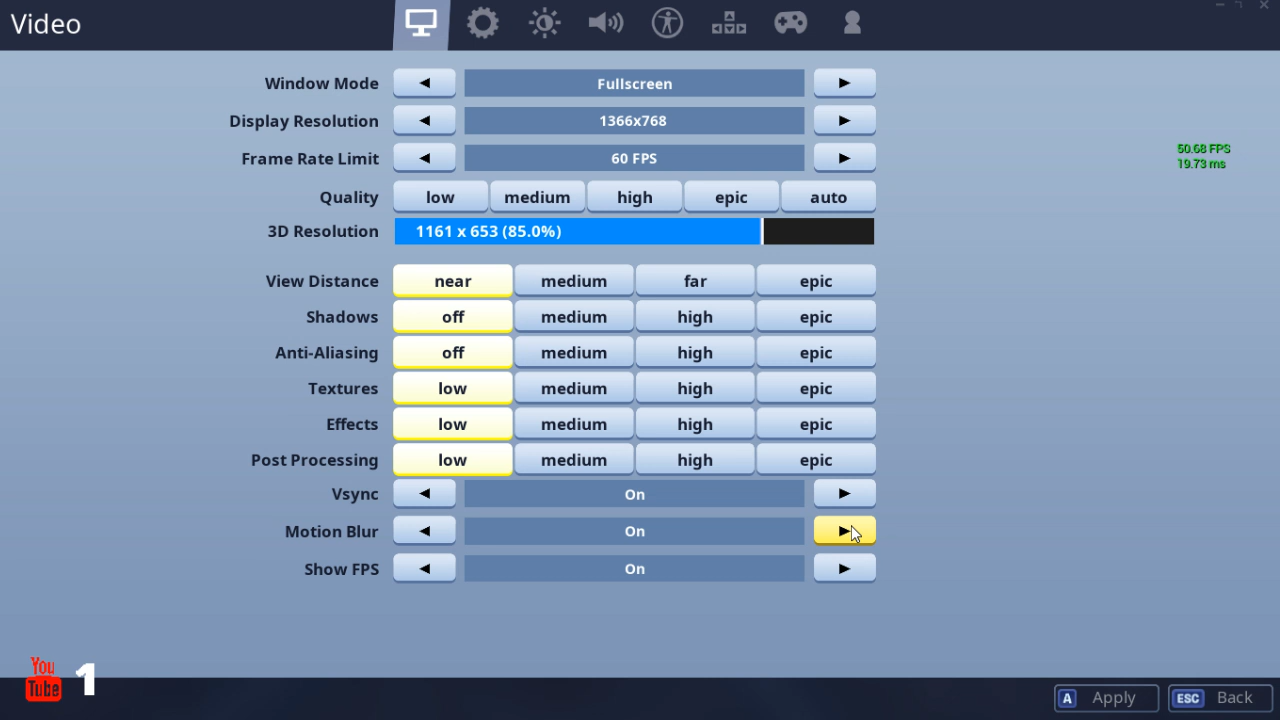 Video
Window Mode ◄ Fullscreen ►
Display Resolution ◄ 1366x768 ►
Frame Rate Limit ◄ 60 FPS ►
50.68 FPS
19.73 ms
Quality low medium high epic auto
3D Resolution 1161 x 653 (85.0%)
View Distance near medium far epic
Shadows off medium high epic
Anti-Aliasing off medium high epic
Textures low medium high epic
Effects low medium high epic
Post Processing low medium high epic
Vsync ◄ On ►
Motion Blur ◄ On ►
Show FPS ◄ On ►
You
Tube 1
A Apply ESC Back